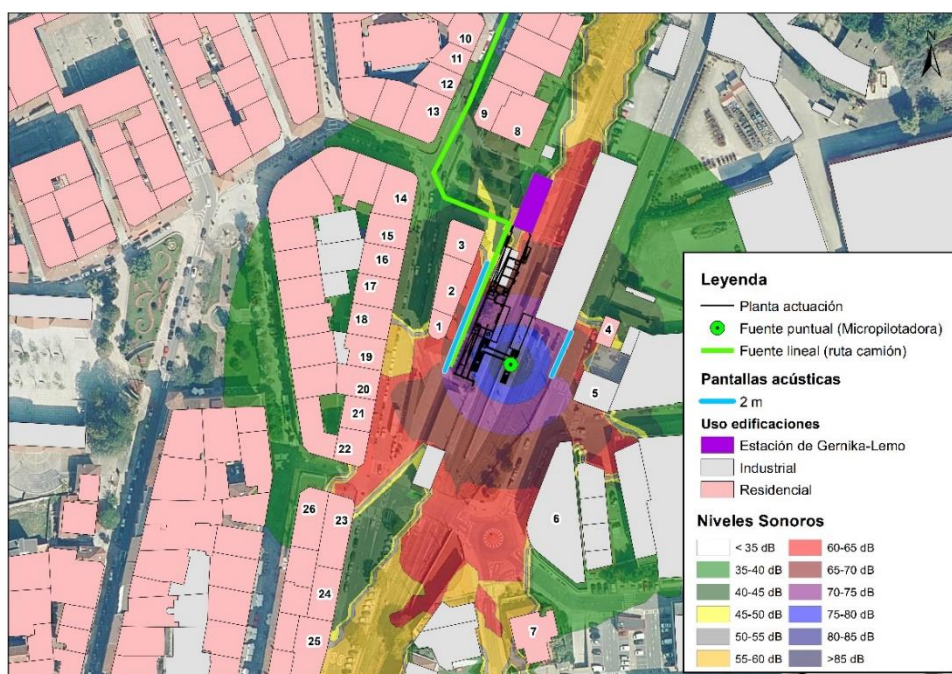 10
11
12
13
9
8
N
14
15
3
16
17
2
18
1
4
19
20
5
21
22
26
23
6
24
25
7
Leyenda
Planta actuación
Fuente puntual (Micropilotadora)
Fuente lineal (ruta camión)
Pantallas acústicas
2 m
Uso edificaciones
Estación de Gernika-Lemo
Industrial
Residencial
Niveles Sonoros
< 35 dB 60-65 dB
35-40 dB 65-70 dB
40-45 dB 70-75 dB
45-50 dB 75-80 dB
50-55 dB 80-85 dB
55-60 dB >85 dB